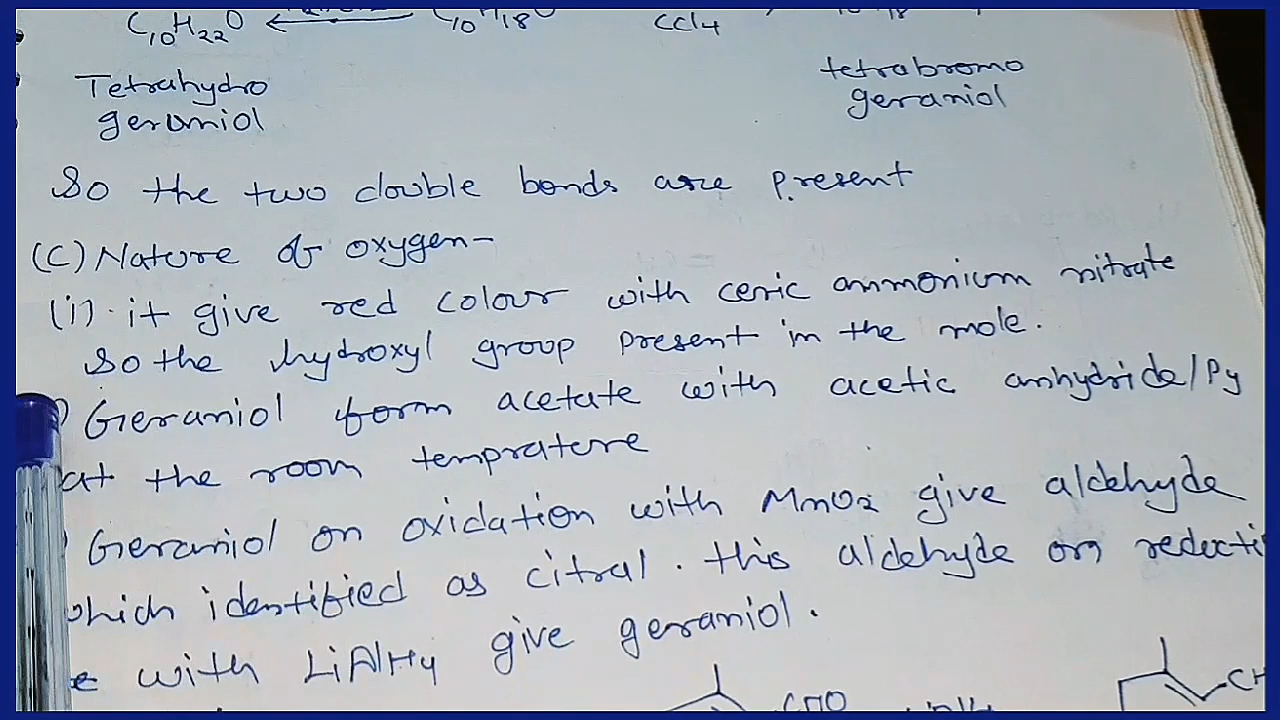 C10H22O ← C10H18O CCl4
Tetrahydro geraniol
tetrabromo geraniol
So the two double bonds are present
(C) Nature of oxygen-
(i). it give red colour with ceric ammonium nitrate
so the hydroxyl group present in the mole.
Geraniol form acetate with acetic anhydride/Py
at the room temprature
Geraniol on oxidation with MnO2 give aldehyde
which identified as citral. this aldehyde on reducti
e with LiAlH4 give geraniol.
CHO